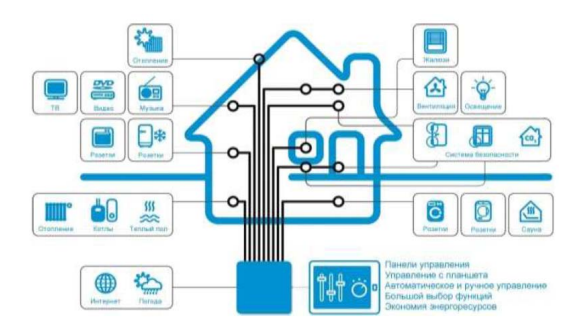 Отопление
Жалюзи
ТВ
DVD
Видео
Музыка
Вентиляция
Освещение
Розетки
Розетки
CO₂
Система безопасности
Отопление
Котлы
Теплый пол
Розетки
Розетки
Сауна
Интернет
Погода
Панели управления
Управление с планшета
Автоматическое и ручное управление
Большой выбор функций
Экономия энергоресурсов